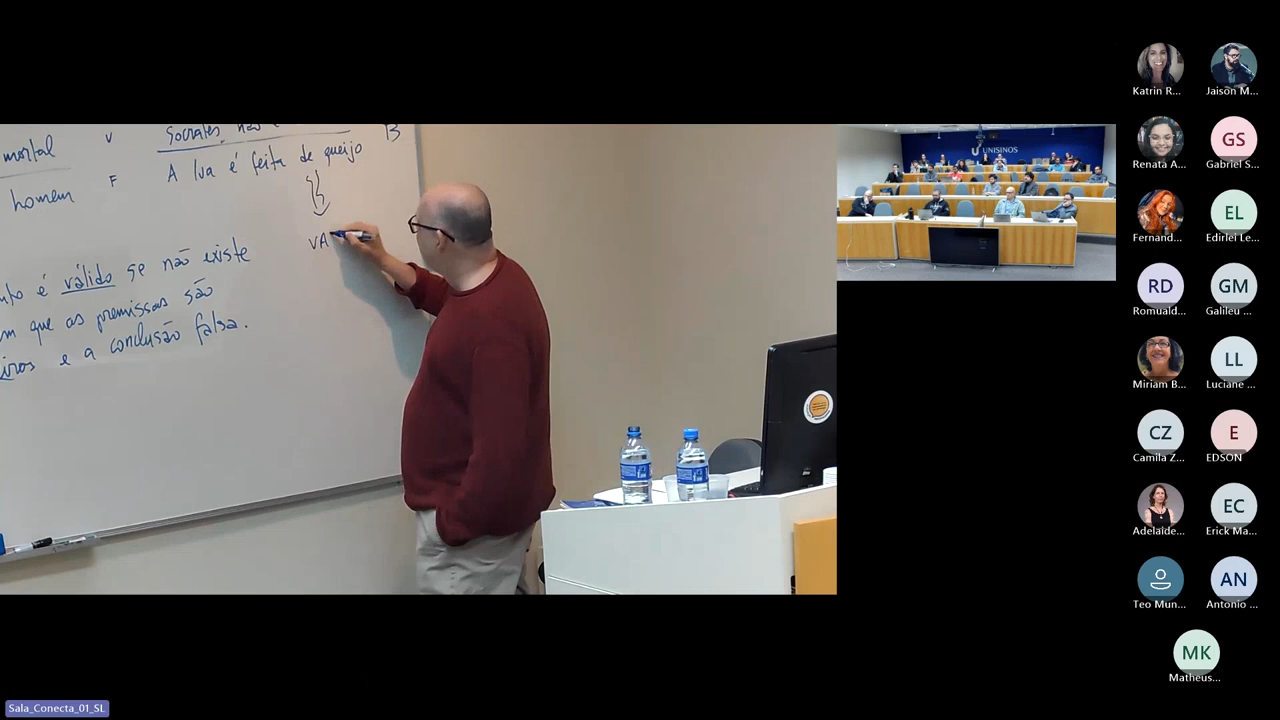 mortal V Socrates não
B
A lua é feita de queijo
homem F
VA
é válido se não existe
m que as premissas são
e a conclusão falsa.
UNISINOS
Katrin R...
Jaison M...
Renata A...
GS
Gabriel S...
Fernand...
EL
Edirlei Le...
RD
Romuald...
GM
Galileu ...
Miriam B...
LL
Luciane ...
CZ
Camila Z...
E
EDSON
Adelaide...
EC
Erick Ma...
Teo Mun...
AN
Antonio ...
MK
Matheus...
Sala_Conecta_01_SL